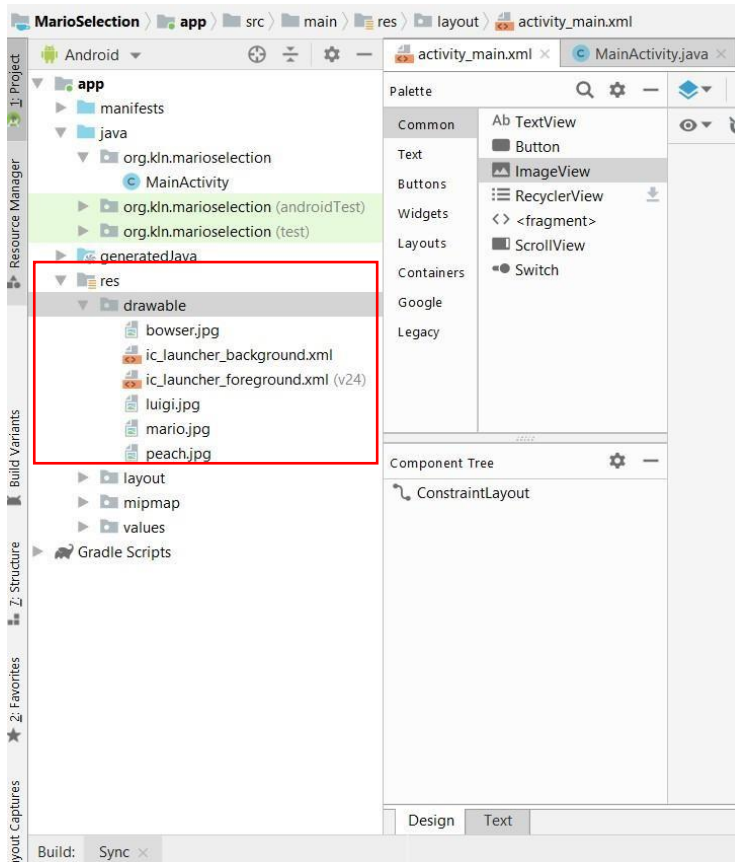 MarioSelection app src main res layout activity_main.xml
1: Project
Resource Manager
Build Variants
7: Structure
2: Favorites
Layout Captures
Android
app
manifests
java
org.kln.marioselection
MainActivity
org.kln.marioselection (androidTest)
org.kln.marioselection (test)
generatedJava
res
drawable
bowser.jpg
ic_launcher_background.xml
ic_launcher_foreground.xml (v24)
luigi.jpg
mario.jpg
peach.jpg
layout
mipmap
values
Gradle Scripts
activity_main.xml
MainActivity.java
Palette
Common
Text
Buttons
Widgets
Layouts
Containers
Google
Legacy
Ab TextView
Button
ImageView
RecyclerView
<> <fragment>
ScrollView
Switch
Component Tree
ConstraintLayout
Design Text
Build: Sync